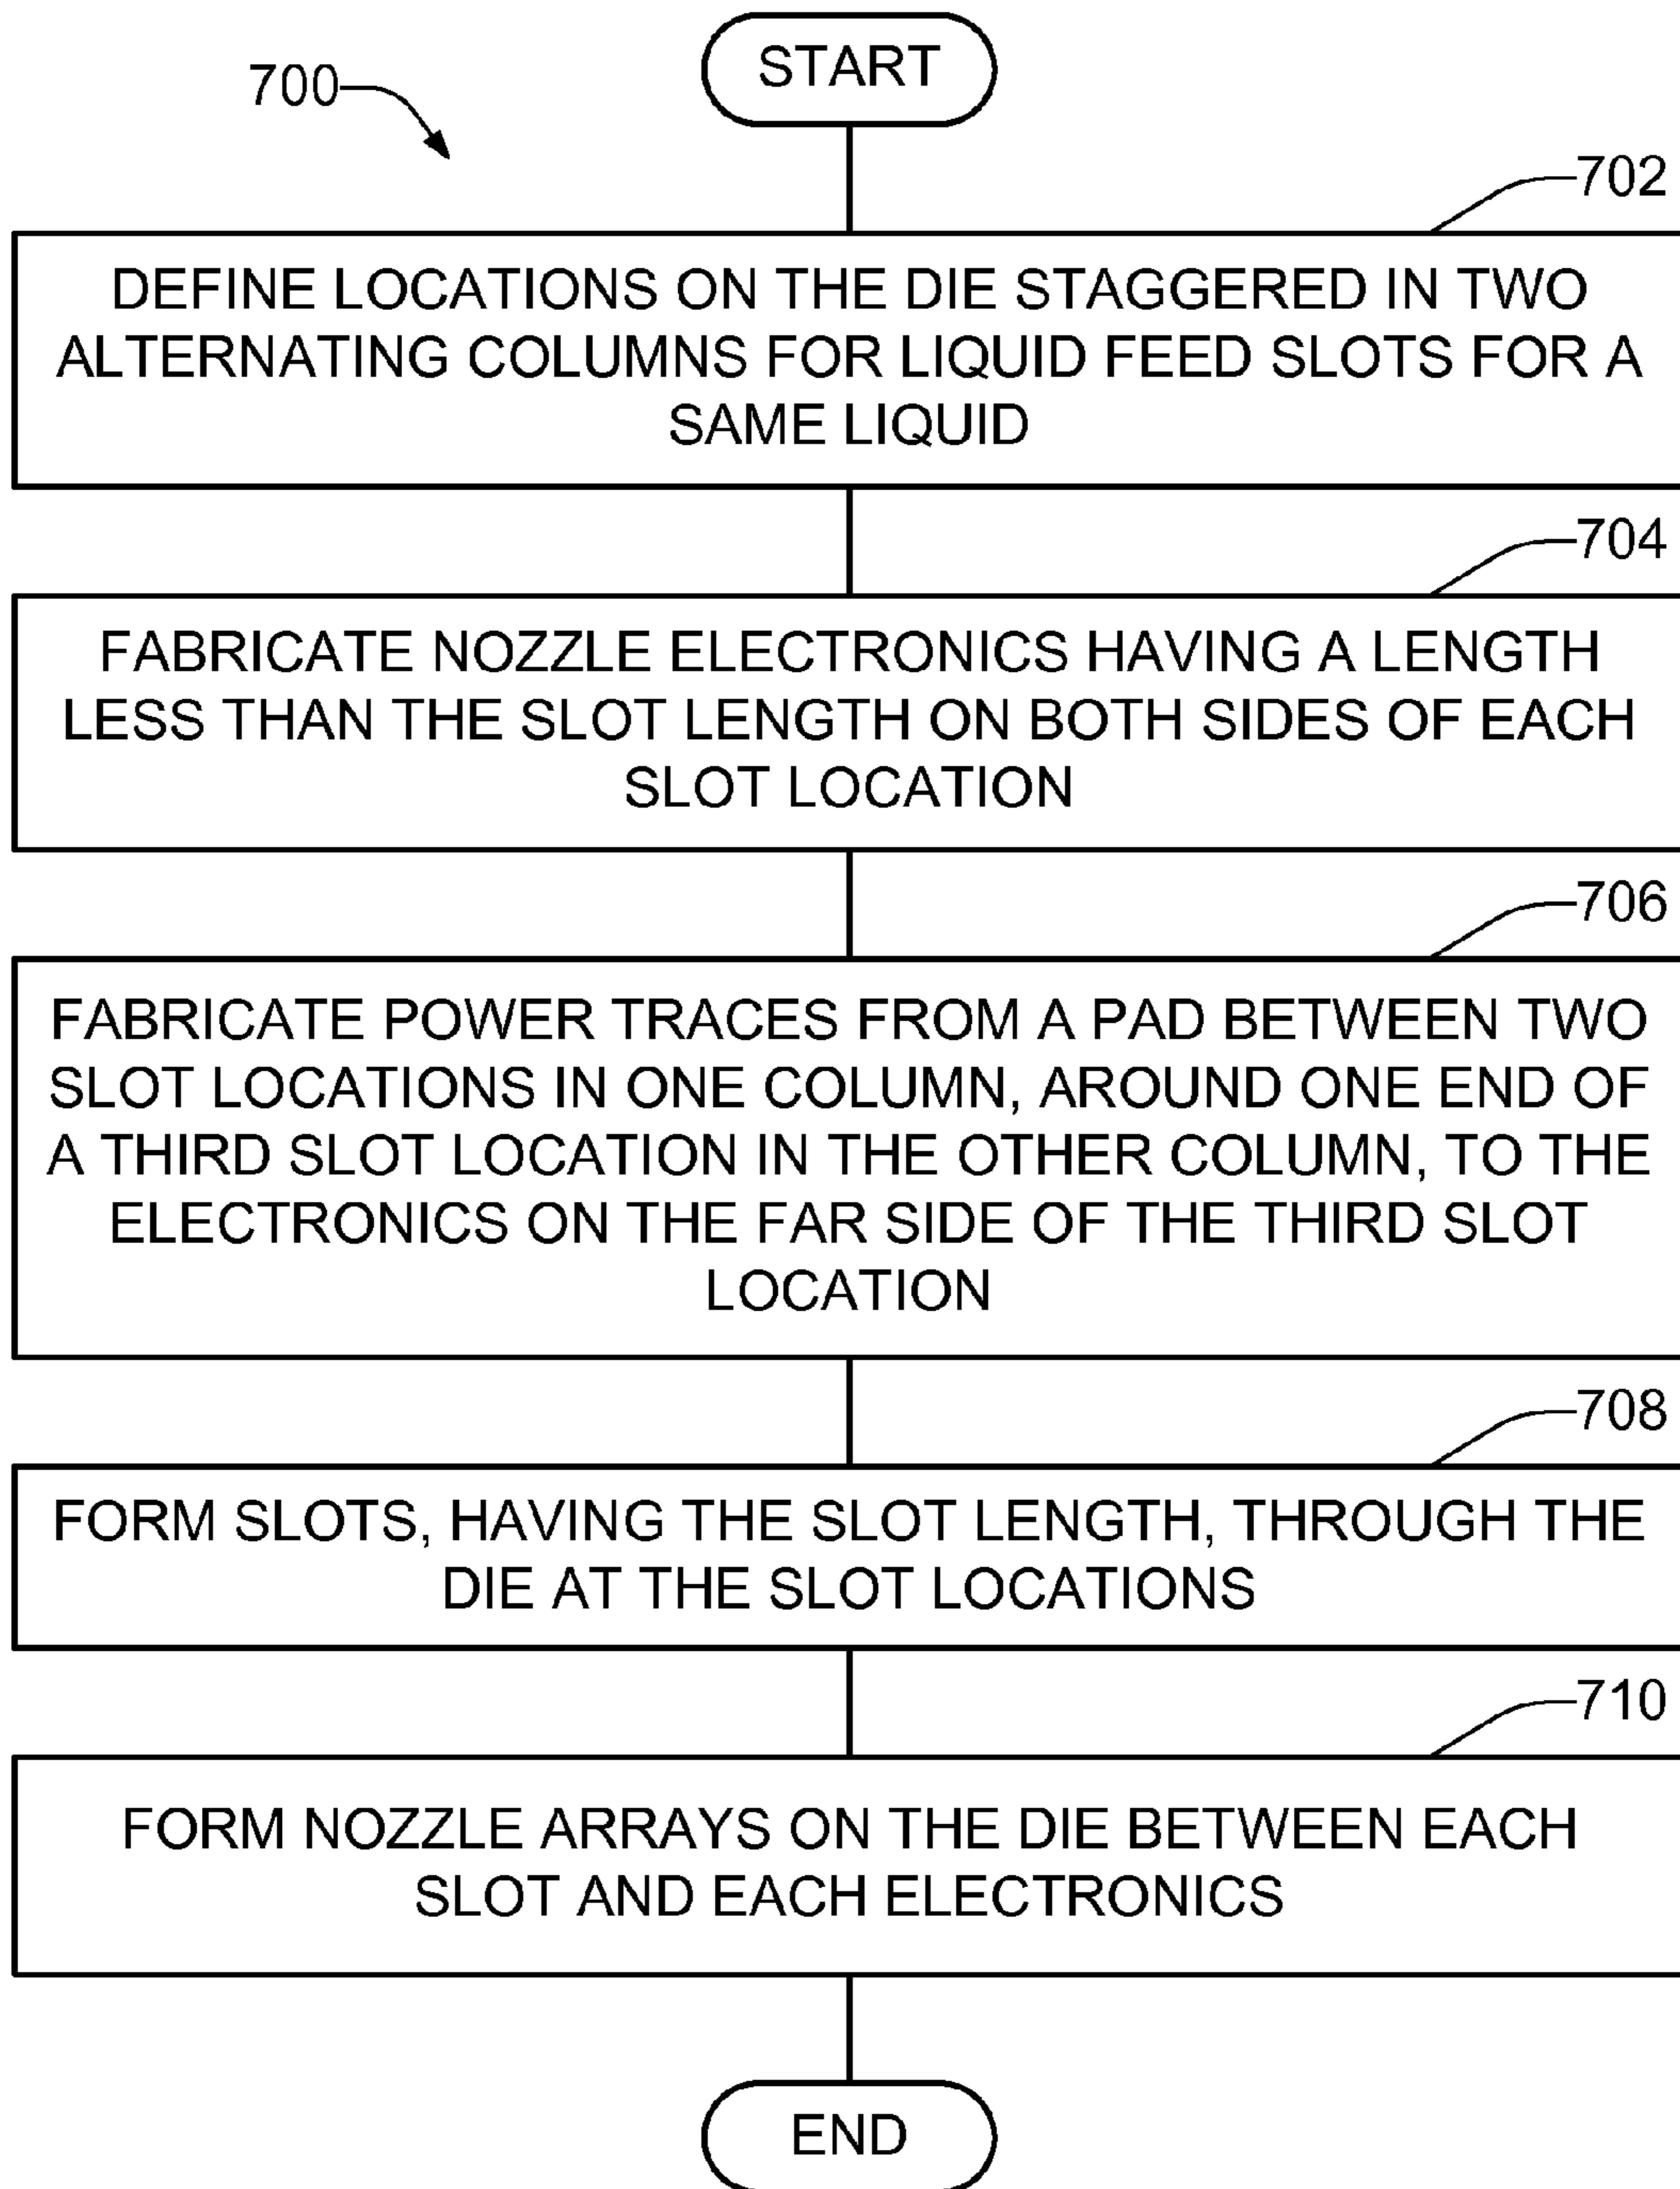 START
700
702
DEFINE LOCATIONS ON THE DIE STAGGERED IN TWO
ALTERNATING COLUMNS FOR LIQUID FEED SLOTS FOR A
SAME LIQUID
704
FABRICATE NOZZLE ELECTRONICS HAVING A LENGTH
LESS THAN THE SLOT LENGTH ON BOTH SIDES OF EACH
SLOT LOCATION
706
FABRICATE POWER TRACES FROM A PAD BETWEEN TWO
SLOT LOCATIONS IN ONE COLUMN, AROUND ONE END OF
A THIRD SLOT LOCATION IN THE OTHER COLUMN, TO THE
ELECTRONICS ON THE FAR SIDE OF THE THIRD SLOT
LOCATION
708
FORM SLOTS, HAVING THE SLOT LENGTH, THROUGH THE
DIE AT THE SLOT LOCATIONS
710
FORM NOZZLE ARRAYS ON THE DIE BETWEEN EACH
SLOT AND EACH ELECTRONICS
END